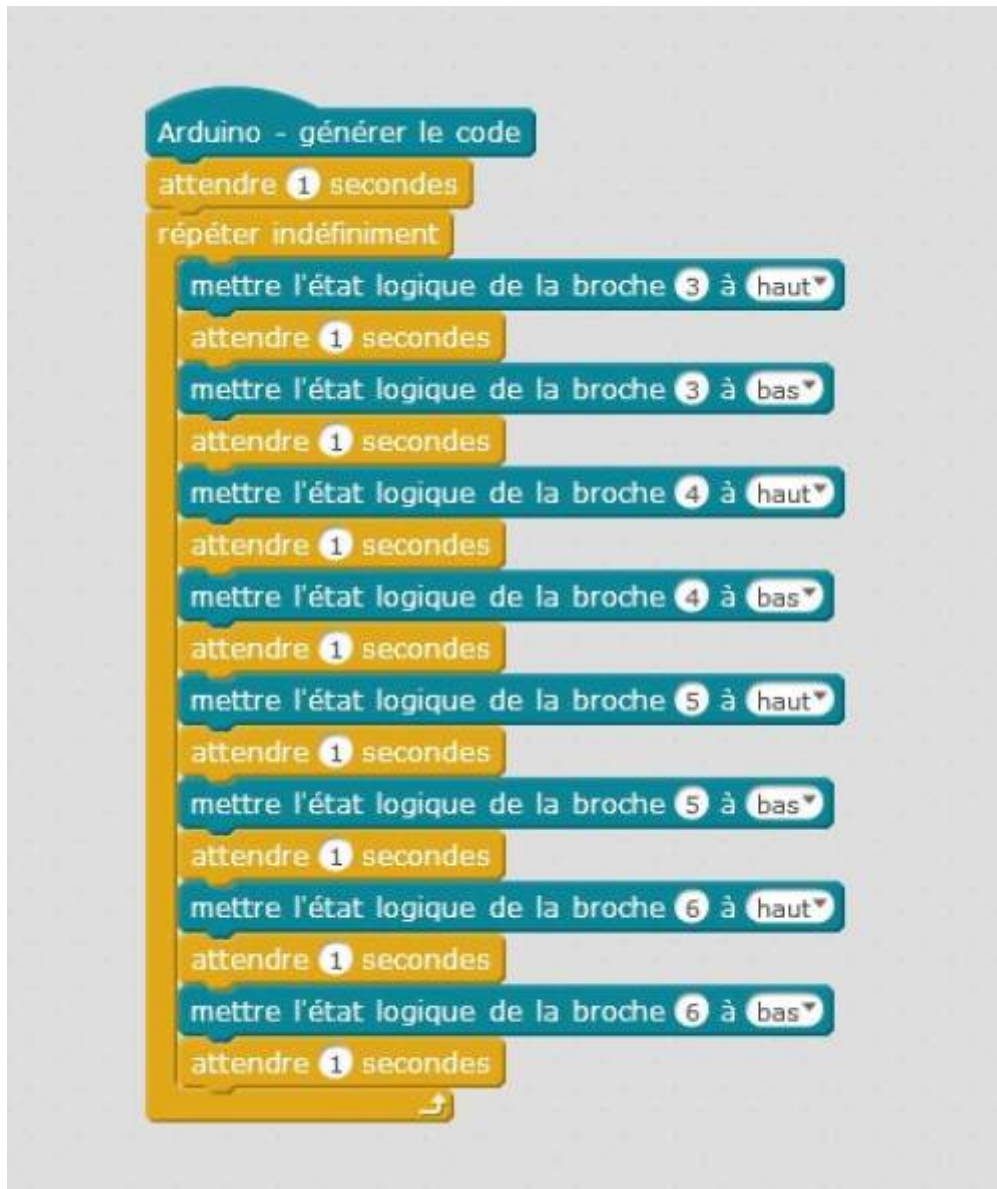 Arduino - générer le code
attendre 1 secondes
répéter indéfiniment
mettre l'état logique de la broche 3 à haut
attendre 1 secondes
mettre l'état logique de la broche 3 à bas
attendre 1 secondes
mettre l'état logique de la broche 4 à haut
attendre 1 secondes
mettre l'état logique de la broche 4 à bas
attendre 1 secondes
mettre l'état logique de la broche 5 à haut
attendre 1 secondes
mettre l'état logique de la broche 5 à bas
attendre 1 secondes
mettre l'état logique de la broche 6 à haut
attendre 1 secondes
mettre l'état logique de la broche 6 à bas
attendre 1 secondes